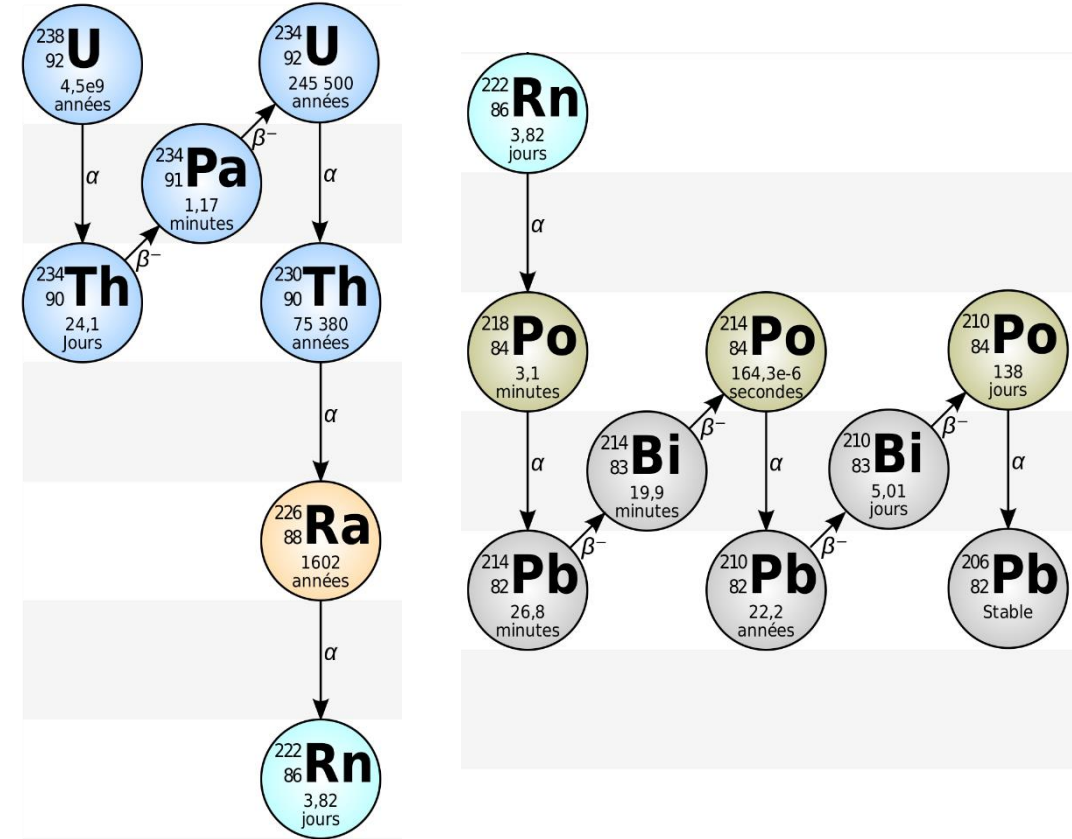 238
92 U
4,5e9
années
α
234
90 Th
24,1
Jours
β⁻
234
91 Pa
1,17
minutes
β⁻
234
92 U
245 500
années
α
230
90 Th
75 380
années
α
226
88 Ra
1602
années
α
222
86 Rn
3,82
jours
222
86 Rn
3,82
jours
α
218
84 Po
3,1
minutes
α
214
82 Pb
26,8
minutes
β⁻
214
83 Bi
19,9
minutes
β⁻
214
84 Po
164,3e-6
secondes
α
210
82 Pb
22,2
années
β⁻
210
83 Bi
5,01
jours
β⁻
210
84 Po
138
jours
α
206
82 Pb
Stable